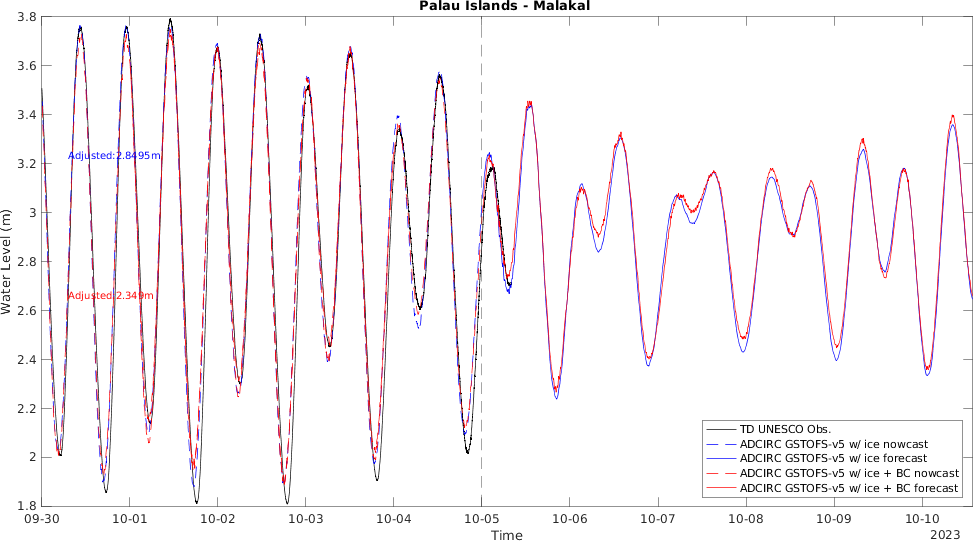 Palau Islands - Malakal
3.8
3.6
3.4
3.2
3
2.8
2.6
2.4
2.2
2
1.8
Water Level (m)
Adjusted:2.8495m
Adjusted:2.349m
09-30
10-01
10-02
10-03
10-04
10-05
10-06
10-07
10-08
10-09
10-10
Time
2023
TD UNESCO Obs.
ADCIRC GSTOFS-v5 w/ ice nowcast
ADCIRC GSTOFS-v5 w/ ice forecast
ADCIRC GSTOFS-v5 w/ ice + BC nowcast
ADCIRC GSTOFS-v5 w/ ice + BC forecast